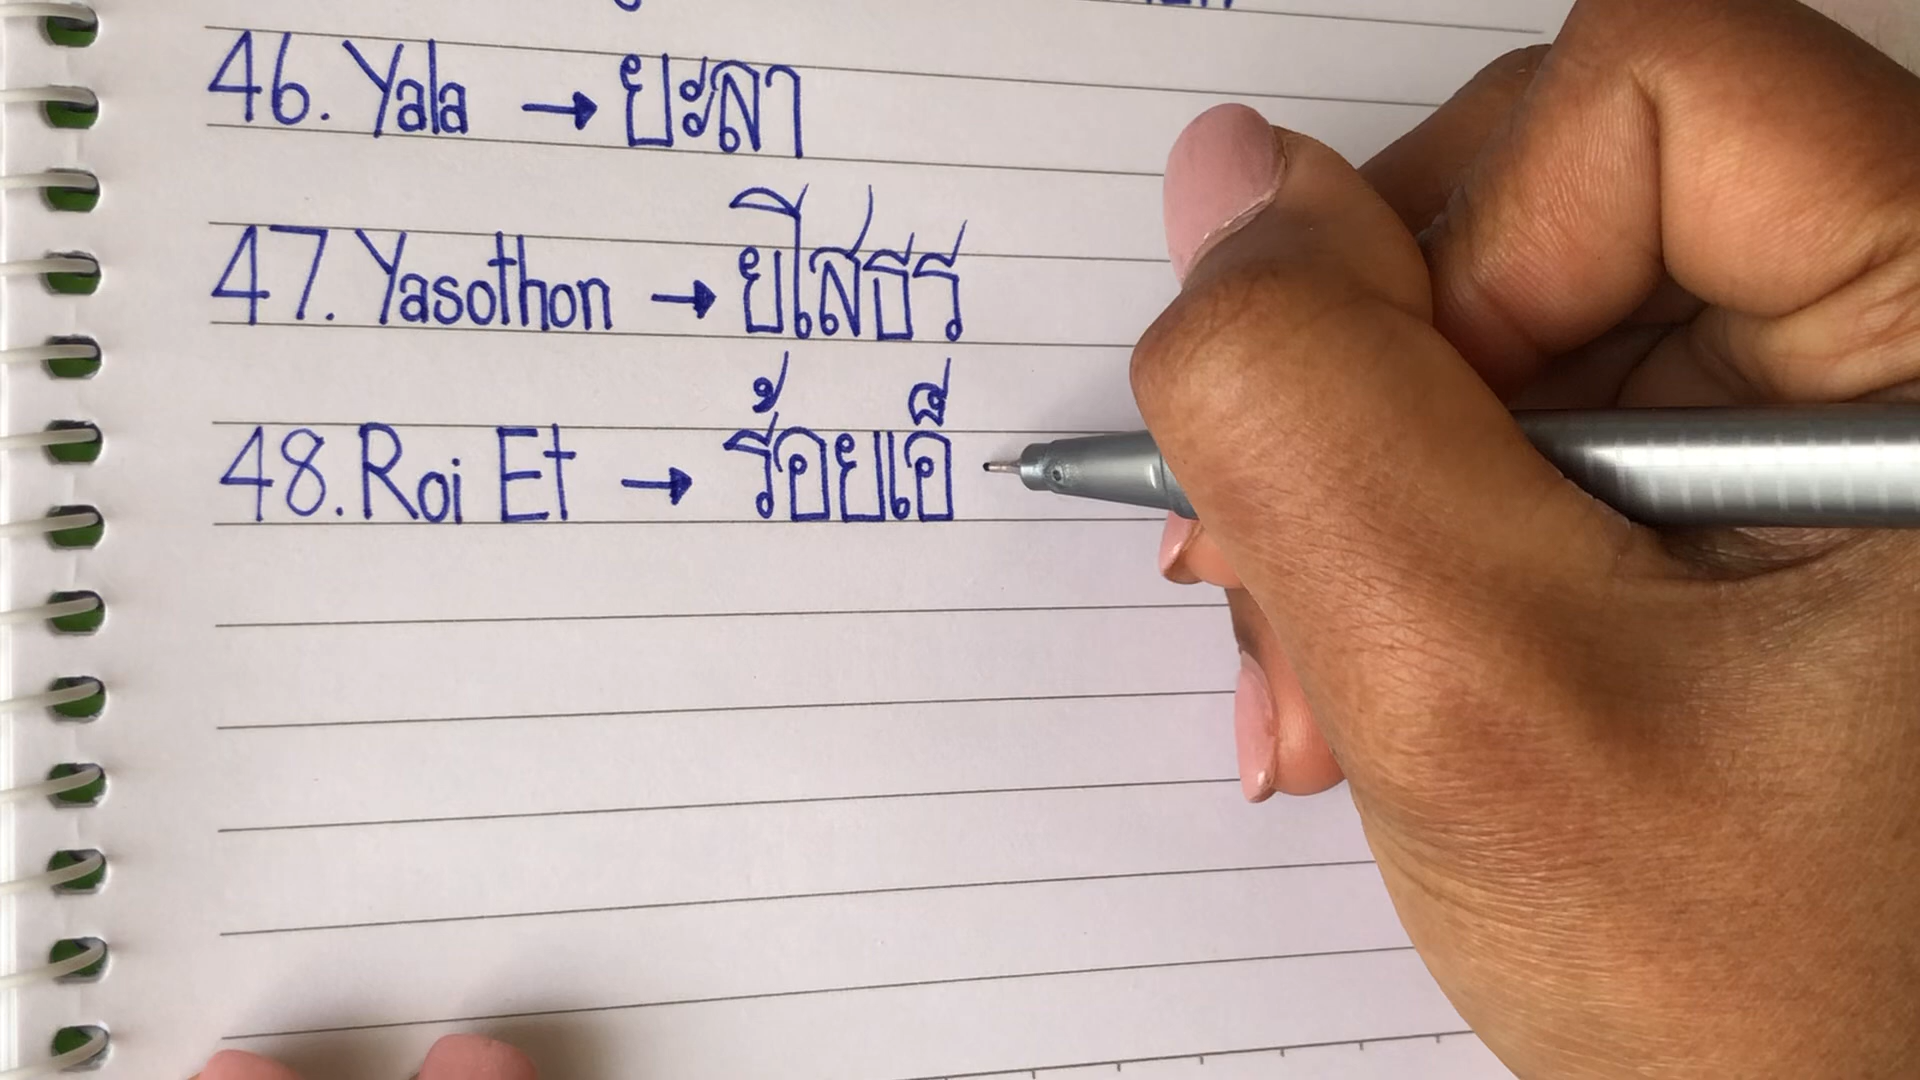 46. Yala → ยะลา
47. Yasothon → ยโสธร
48. Roi Et → ร้อยเอ็